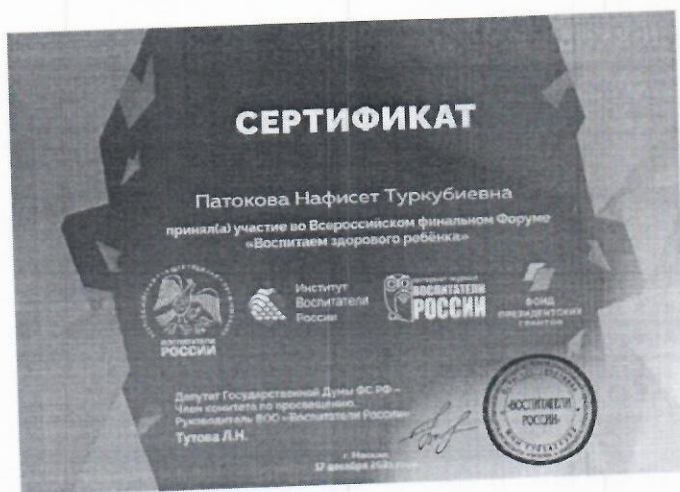 СЕРТИФИКАТ
Патокова Нафисет Туркубиевна
принял(а) участие во Всероссийском финальном Форуме
«Воспитаем здорового ребёнка»
ВОСПИТАТЕЛИ
РОССИИ
Институт
Воспитатели
России
ВОСПИТАТЕЛИ
РОССИИ
ФОНД
ПРЕЗИДЕНТСКИХ
ГРАНТОВ
Депутат Государственной Думы ФС РФ –
Член комитета по просвещению,
Руководитель ВОО «Воспитатели России»
Тутова Л.Н.
«ВОСПИТАТЕЛИ
РОССИИ»
г. Москва,
17 декабря